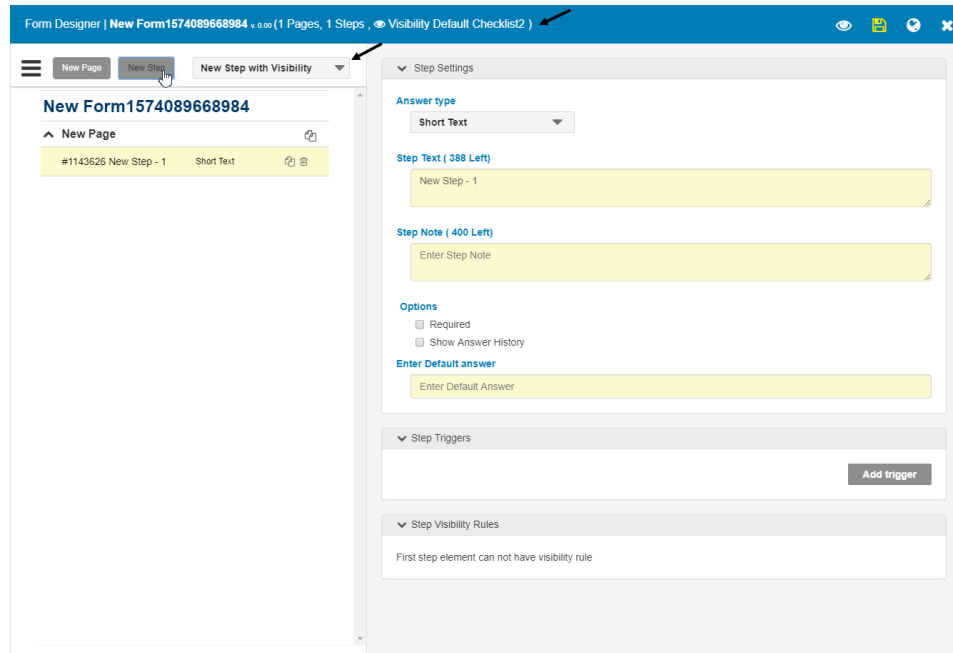 Form Designer | New Form1574089668984 v. 0.00 (1 Pages, 1 Steps , Visibility Default Checklist2 )
New Page New Step New Step with Visibility
New Form1574089668984
New Page
#1143626 New Step - 1 Short Text
Step Settings
Answer type
Short Text
Step Text ( 388 Left)
New Step - 1
Step Note ( 400 Left)
Enter Step Note
Options
Required
Show Answer History
Enter Default answer
Enter Default Answer
Step Triggers
Add trigger
Step Visibility Rules
First step element can not have visibility rule